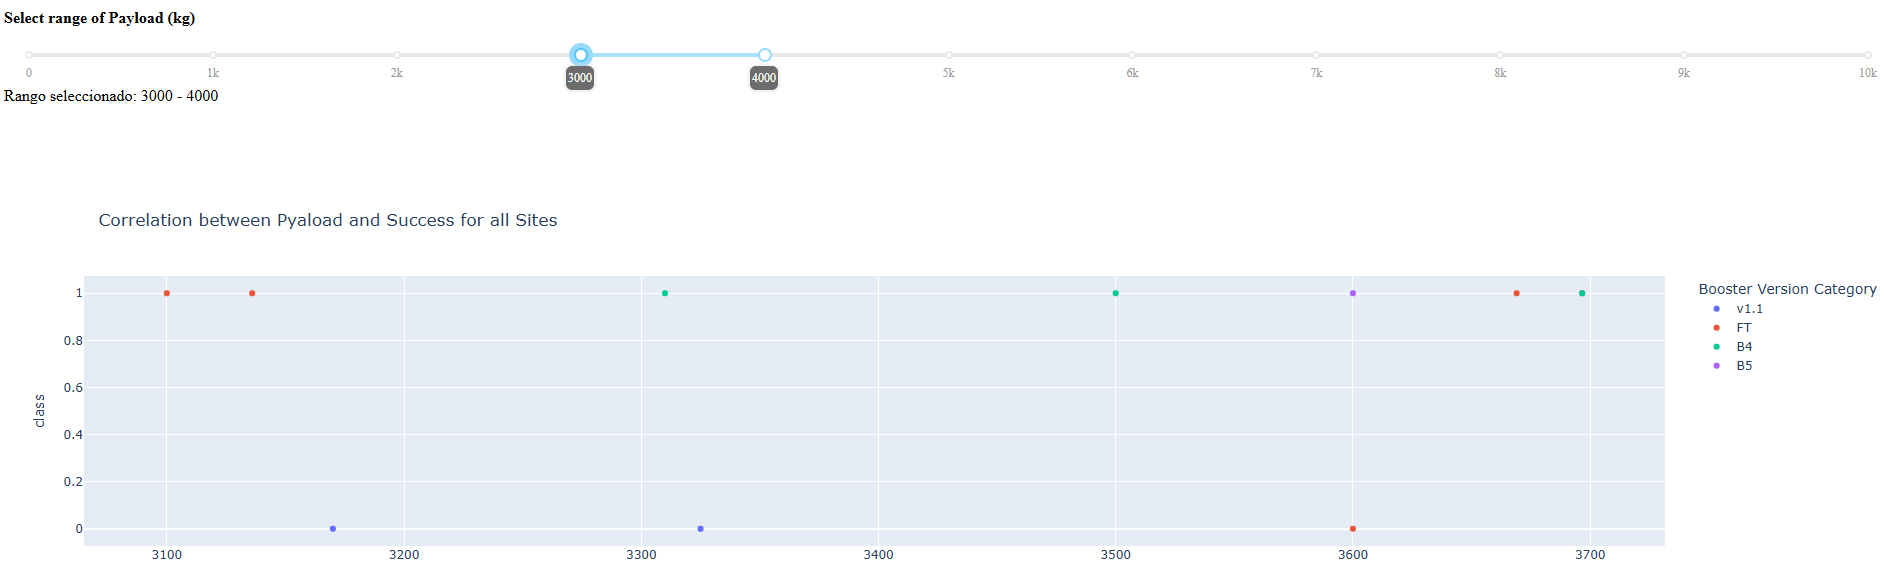 Select range of Payload (kg)
0 1k 2k 3000 4000 5k 6k 7k 8k 9k 10k
Rango seleccionado: 3000 - 4000
Correlation between Pyaload and Success for all Sites
Booster Version Category
v1.1
FT
B4
B5
class
1
0.8
0.6
0.4
0.2
0
3100 3200 3300 3400 3500 3600 3700